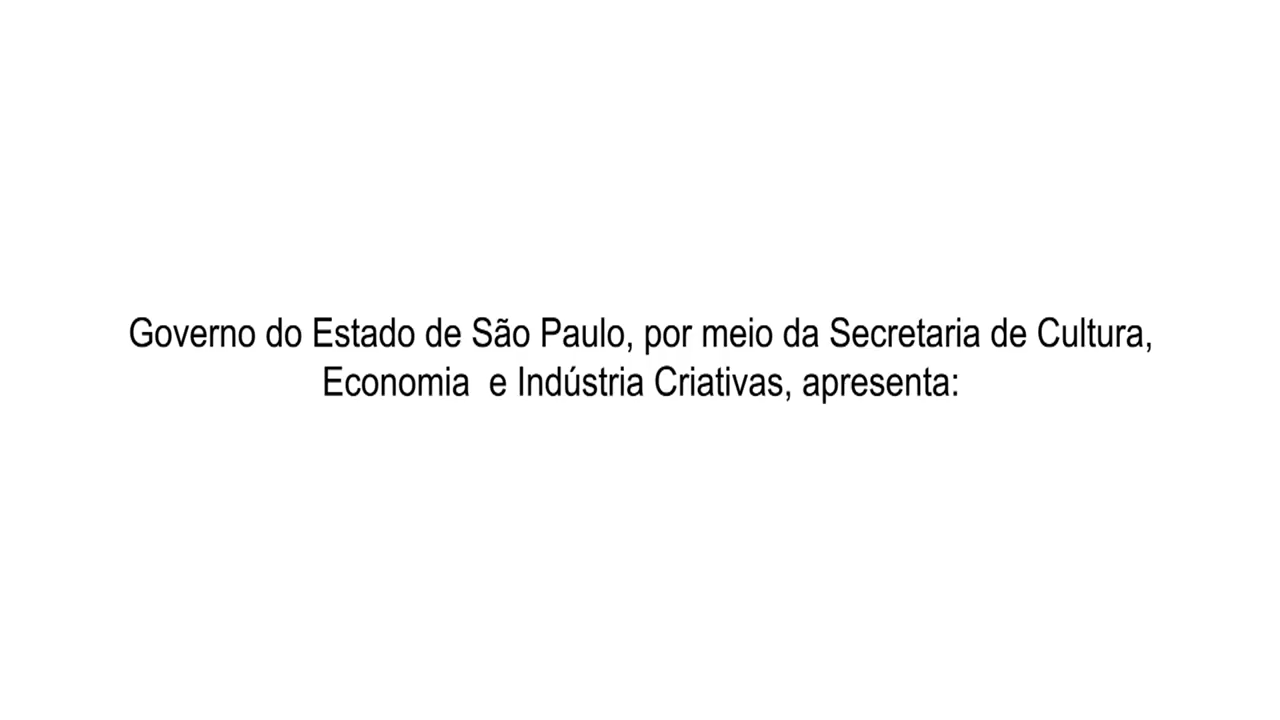 Governo do Estado de São Paulo, por meio da Secretaria de Cultura,
Economia  e Indústria Criativas, apresenta: